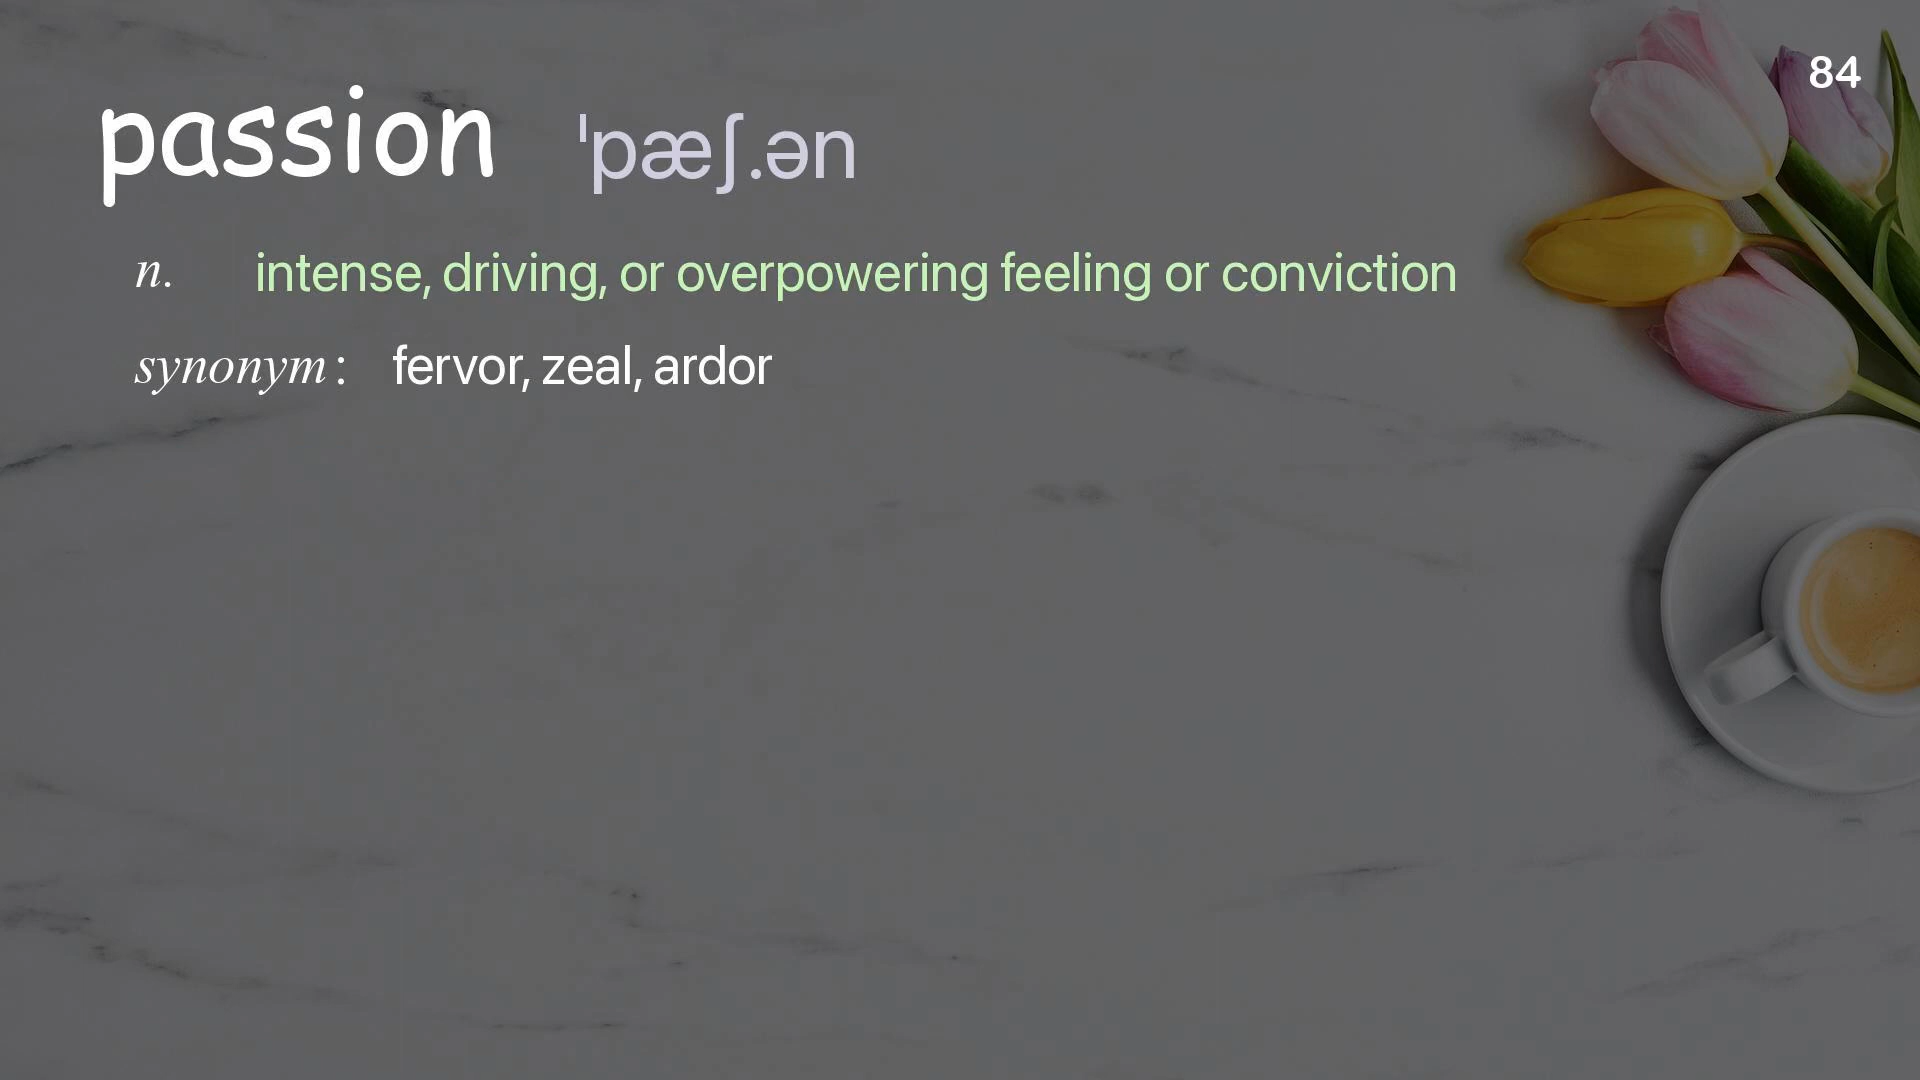 84
passion ˈpæʃ.ən
n. intense, driving, or overpowering feeling or conviction
synonym: fervor, zeal, ardor